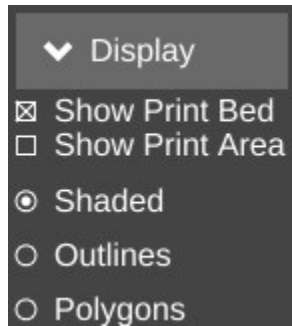 Display
Show Print Bed
Show Print Area
Shaded
Outlines
Polygons